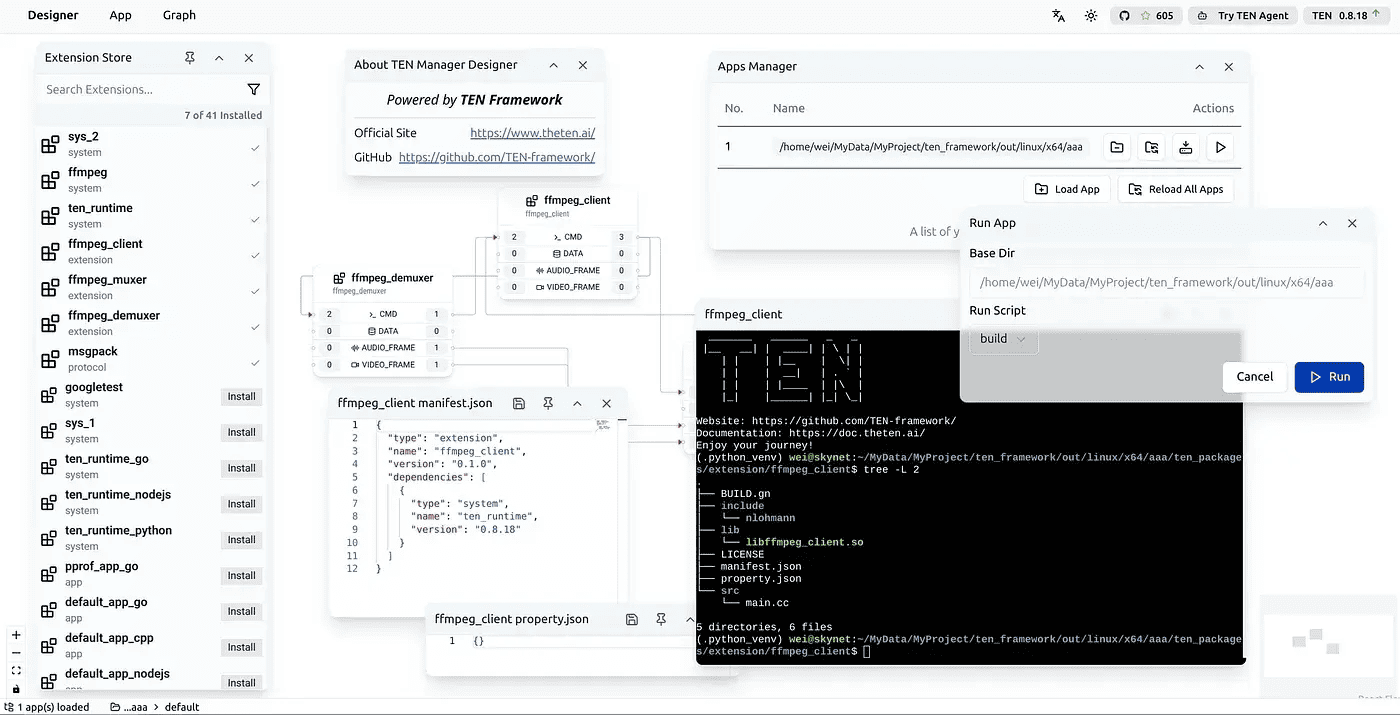 Designer App Graph
605 Try TEN Agent TEN 0.8.18
Extension Store
Search Extensions...
7 of 41 Installed
sys_2
system
ffmpeg
system
ten_runtime
system
ffmpeg_client
extension
ffmpeg_muxer
extension
ffmpeg_demuxer
extension
msgpack
protocol
googletest
system
Install
sys_1
system
Install
ten_runtime_go
system
Install
ten_runtime_nodejs
system
Install
ten_runtime_python
system
Install
pprof_app_go
app
Install
default_app_go
app
Install
default_app_cpp
app
Install
default_app_nodejs
app
Install
About TEN Manager Designer
Powered by TEN Framework
Official Site https://www.theten.ai/
GitHub https://github.com/TEN-framework/
ffmpeg_client
ffmpeg_client
2 CMD 3
0 DATA 0
0 AUDIO_FRAME 0
0 VIDEO_FRAME 0
ffmpeg_demuxer
ffmpeg_demuxer
2 CMD 1
0 DATA 0
0 AUDIO_FRAME 1
0 VIDEO_FRAME 1
Apps Manager
No. Name Actions
1 /home/wei/MyData/MyProject/ten_framework/out/linux/x64/aaa
Load App Reload All Apps
A list of y
Run App
Base Dir
/home/wei/MyData/MyProject/ten_framework/out/linux/x64/aaa
Run Script
build
Cancel Run
ffmpeg_client manifest.json
1 {
2 "type": "extension",
3 "name": "ffmpeg_client",
4 "version": "0.1.0",
5 "dependencies": [
6 {
7 "type": "system",
8 "name": "ten_runtime",
9 "version": "0.8.18"
10 }
11 ]
12 }
ffmpeg_client property.json
1 {}
ffmpeg_client
TEN
Website: https://github.com/TEN-framework/
Documentation: https://doc.theten.ai/
Enjoy your journey!
(.python_venv) wei@skynet:~/MyData/MyProject/ten_framework/out/linux/x64/aaa/ten_package
s/extension/ffmpeg_client$ tree -L 2
.
├── BUILD.gn
├── include
│   └── nlohmann
├── lib
│   └── libffmpeg_client.so
├── LICENSE
├── manifest.json
├── property.json
└── src
    └── main.cc
5 directories, 6 files
(.python_venv) wei@skynet:~/MyData/MyProject/ten_framework/out/linux/x64/aaa/ten_package
s/extension/ffmpeg_client$
1 app(s) loaded ...aaa > default